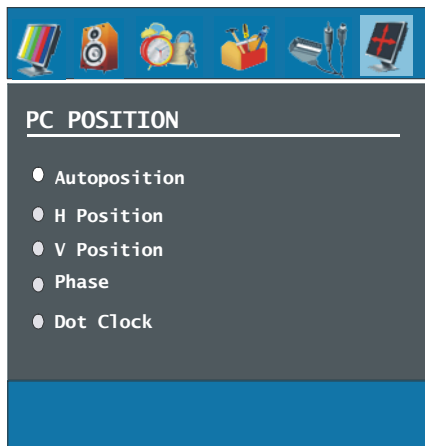 PC POSITION
Autoposition
H Position
V Position
Phase
Dot Clock